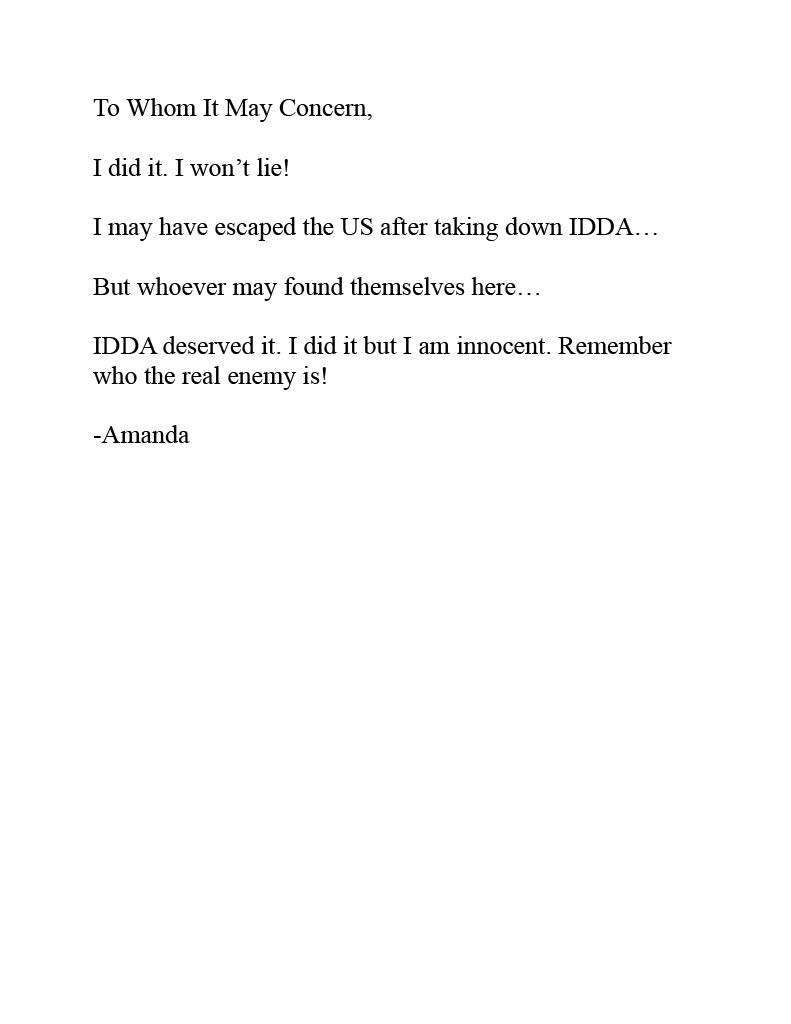 To Whom It May Concern,
I did it. I won’t lie!
I may have escaped the US after taking down IDDA…
But whoever may found themselves here…
IDDA deserved it. I did it but I am innocent. Remember
who the real enemy is!
-Amanda